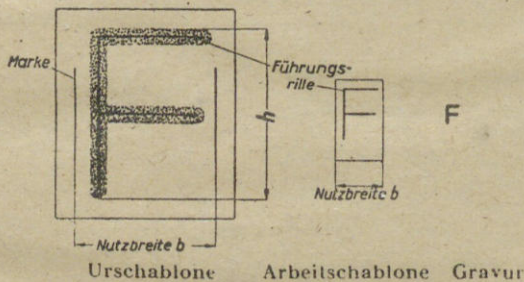 Marke
Führungs-
rille
h
F
Nutzbreite b
Nutzbreite b
Urschablone Arbeitschablone Gravur